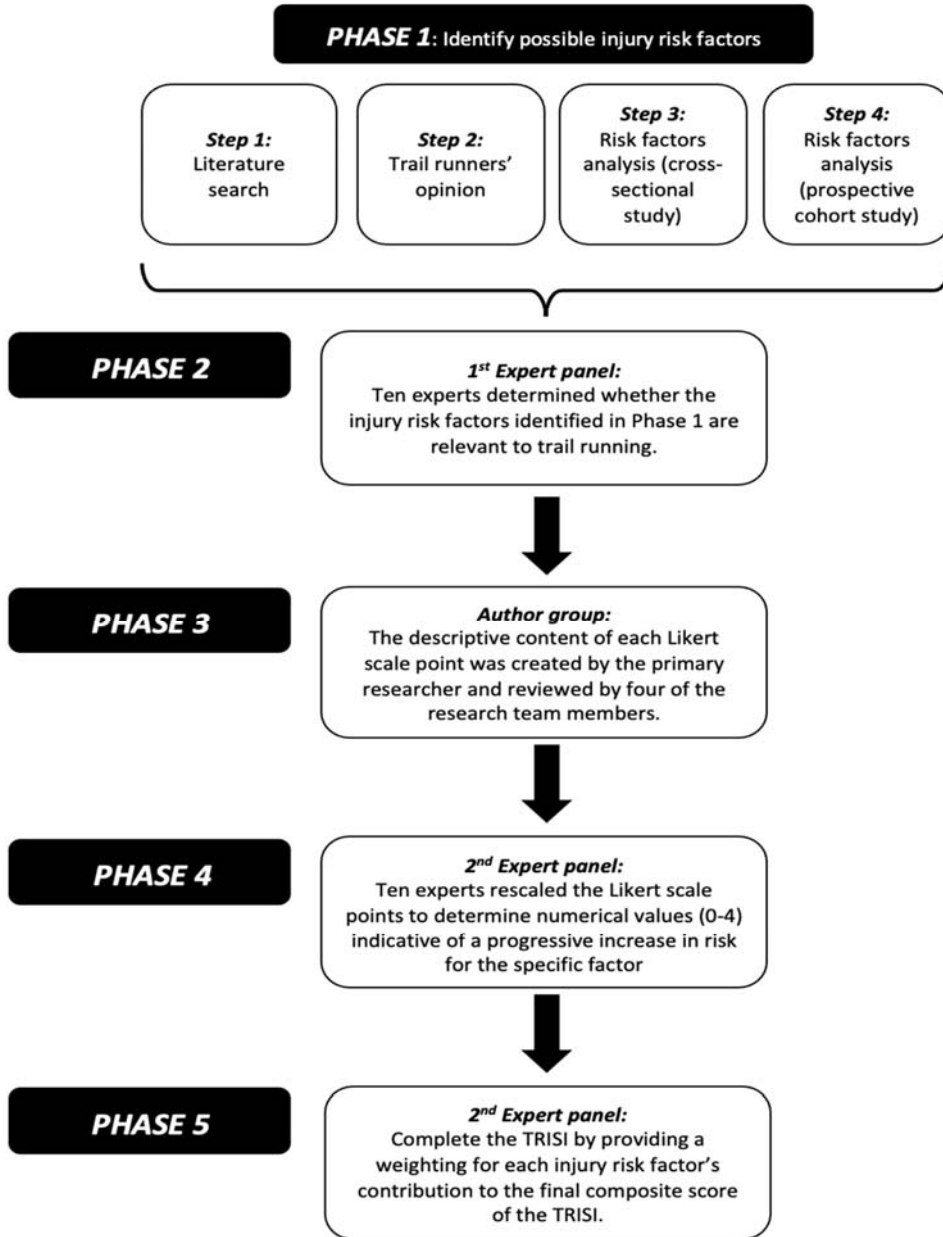 PHASE 1: Identify possible injury risk factors
Step 1:
Literature
search
Step 2:
Trail runners’
opinion
Step 3:
Risk factors
analysis (cross-
sectional
study)
Step 4:
Risk factors
analysis
(prospective
cohort study)
PHASE 2
1st Expert panel:
Ten experts determined whether the
injury risk factors identified in Phase 1 are
relevant to trail running.
PHASE 3
Author group:
The descriptive content of each Likert
scale point was created by the primary
researcher and reviewed by four of the
research team members.
PHASE 4
2nd Expert panel:
Ten experts rescaled the Likert scale
points to determine numerical values (0-4)
indicative of a progressive increase in risk
for the specific factor
PHASE 5
2nd Expert panel:
Complete the TRISI by providing a
weighting for each injury risk factor’s
contribution to the final composite score
of the TRISI.